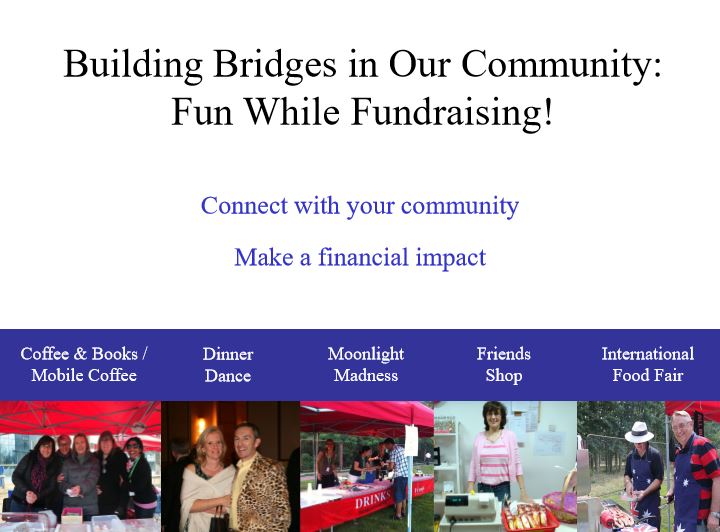 Building Bridges in Our Community:
Fun While Fundraising!
Connect with your community
Make a financial impact
Coffee & Books /
Mobile Coffee
Dinner
Dance
Moonlight
Madness
Friends
Shop
International
Food Fair
DRINKS